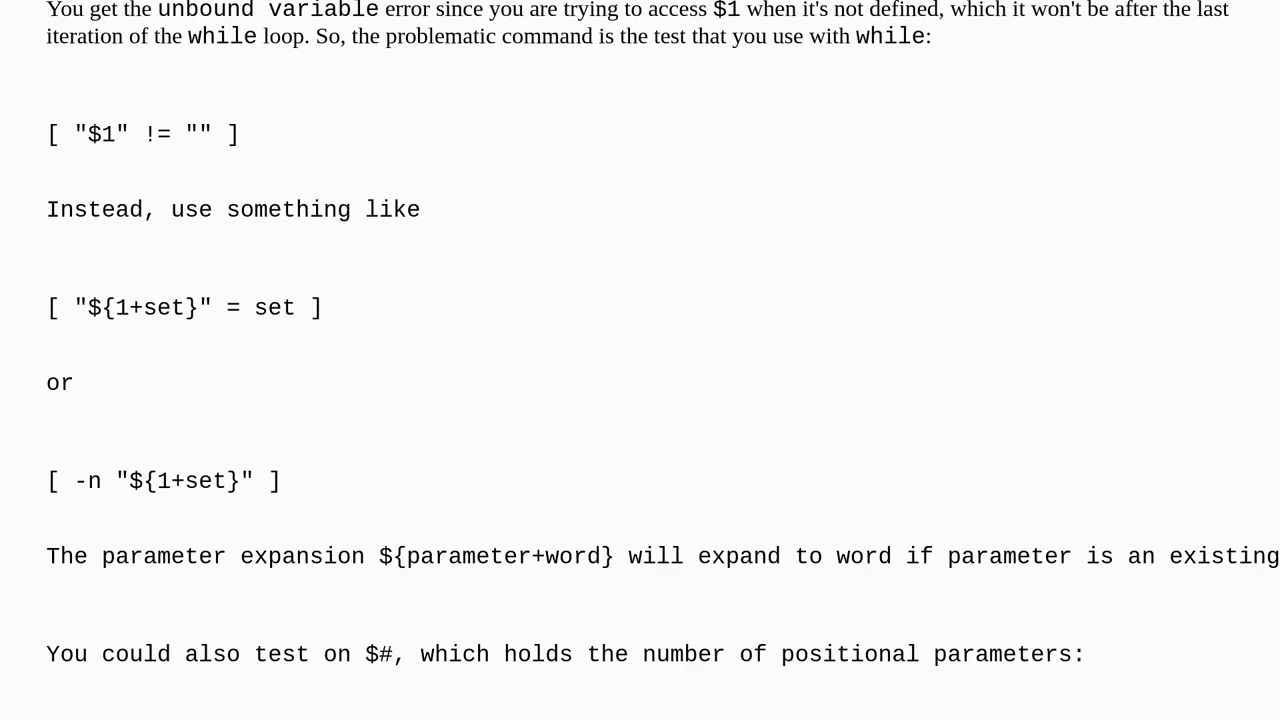 You get the unbound variable error since you are trying to access $1 when it's not defined, which it won't be after the last
iteration of the while loop. So, the problematic command is the test that you use with while:
[ "$1" != "" ]
Instead, use something like
[ "${1+set}" = set ]
or
[ -n "${1+set}" ]
The parameter expansion ${parameter+word} will expand to word if parameter is an existing
You could also test on $#, which holds the number of positional parameters: